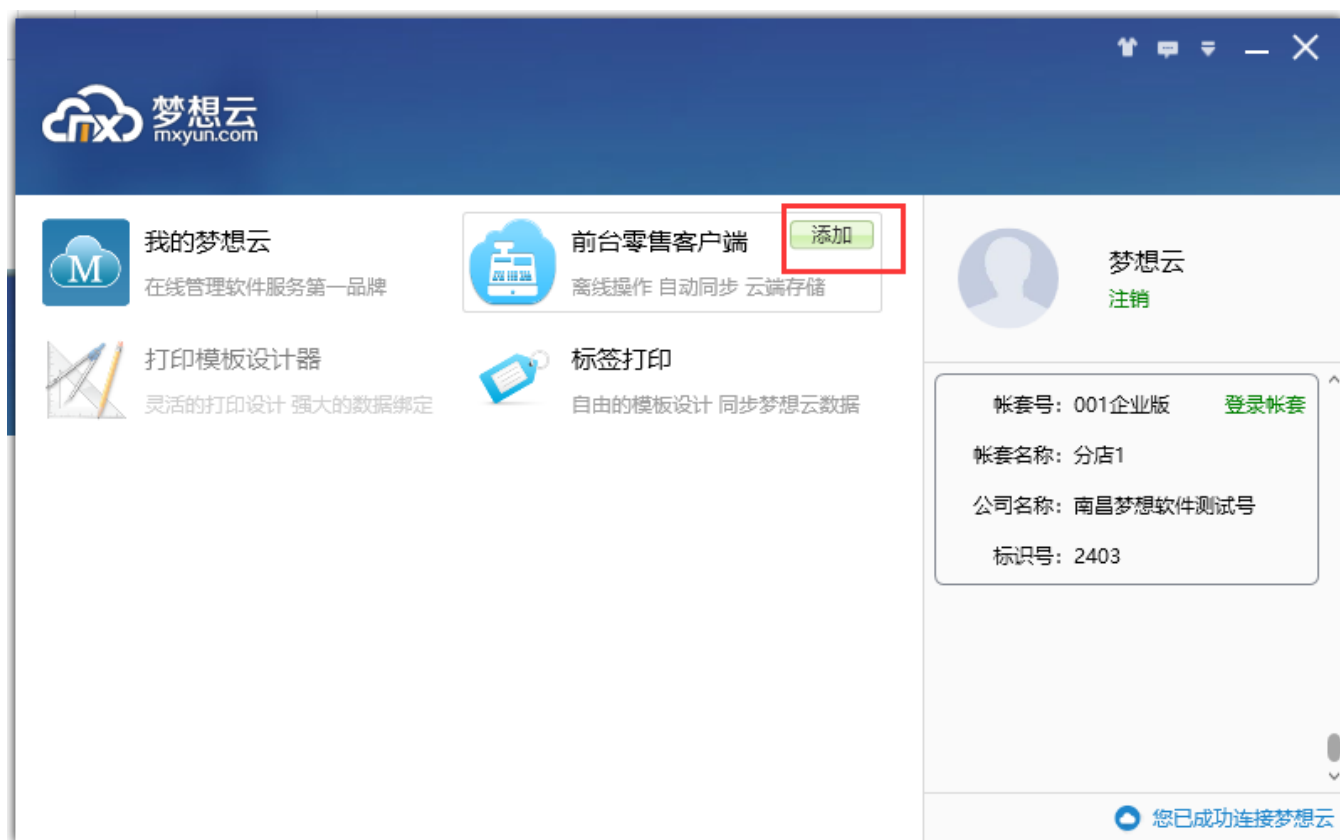 梦想云
mxyun.com
我的梦想云
在线管理软件服务第一品牌
前台零售客户端
添加
离线操作 自动同步 云端存储
打印模板设计器
灵活的打印设计 强大的数据绑定
标签打印
自由的模板设计 同步梦想云数据
梦想云
注销
帐套号：001企业版 登录帐套
帐套名称：分店1
公司名称：南昌梦想软件测试号
标识号：2403
您已成功连接梦想云